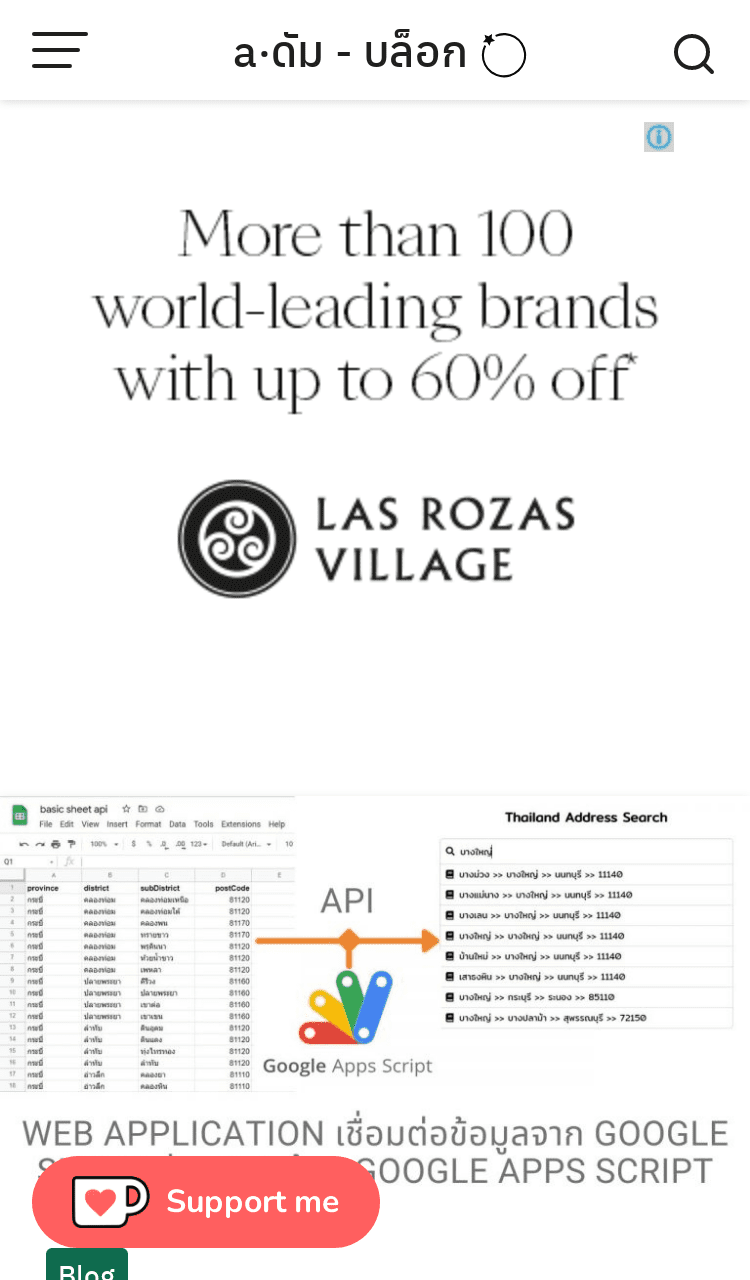 a·ดัม - บล็อก
More than 100
world-leading brands
with up to 60% off*
LAS ROZAS
VILLAGE
basic sheet api
File Edit View Insert Format Data Tools Extensions Help
100% $ % .0 .00 123 Default (Ari... 10
Q1 fx
A B C D E
1 province district subDistrict postCode
2 กระบี่ คลองท่อม คลองท่อมเหนือ 81120
3 กระบี่ คลองท่อม คลองท่อมใต้ 81120
4 กระบี่ คลองท่อม คลองพน 81170
5 กระบี่ คลองท่อม ทรายขาว 81170
6 กระบี่ คลองท่อม พรุดินนา 81120
7 กระบี่ คลองท่อม ห้วยน้ำขาว 81120
8 กระบี่ คลองท่อม เพหลา 81120
9 กระบี่ ปลายพระยา คีรีวง 81160
10 กระบี่ ปลายพระยา ปลายพระยา 81160
11 กระบี่ ปลายพระยา เขาต่อ 81160
12 กระบี่ ปลายพระยา เขาเขน 81160
13 กระบี่ ลำทับ ดินอุดม 81120
14 กระบี่ ลำทับ ดินแดง 81120
15 กระบี่ ลำทับ ทุ่งไทรทอง 81120
16 กระบี่ ลำทับ ลำทับ 81120
17 กระบี่ อ่าวลึก คลองยา 81110
18 กระบี่ อ่าวลึก คลองหิน 81110
API
Google Apps Script
Thailand Address Search
บางใหญ่
บางม่วง >> บางใหญ่ >> นนทบุรี >> 11140
บางแม่นาง >> บางใหญ่ >> นนทบุรี >> 11140
บางเลน >> บางใหญ่ >> นนทบุรี >> 11140
บางใหญ่ >> บางใหญ่ >> นนทบุรี >> 11140
บ้านใหม่ >> บางใหญ่ >> นนทบุรี >> 11140
เสาธงหิน >> บางใหญ่ >> นนทบุรี >> 11140
บางใหญ่ >> กระบุรี >> ระนอง >> 85110
บางใหญ่ >> บางปลาม้า >> สุพรรณบุรี >> 72150
WEB APPLICATION เชื่อมต่อข้อมูลจาก GOOGLE
GOOGLE APPS SCRIPT
Support me
Blog